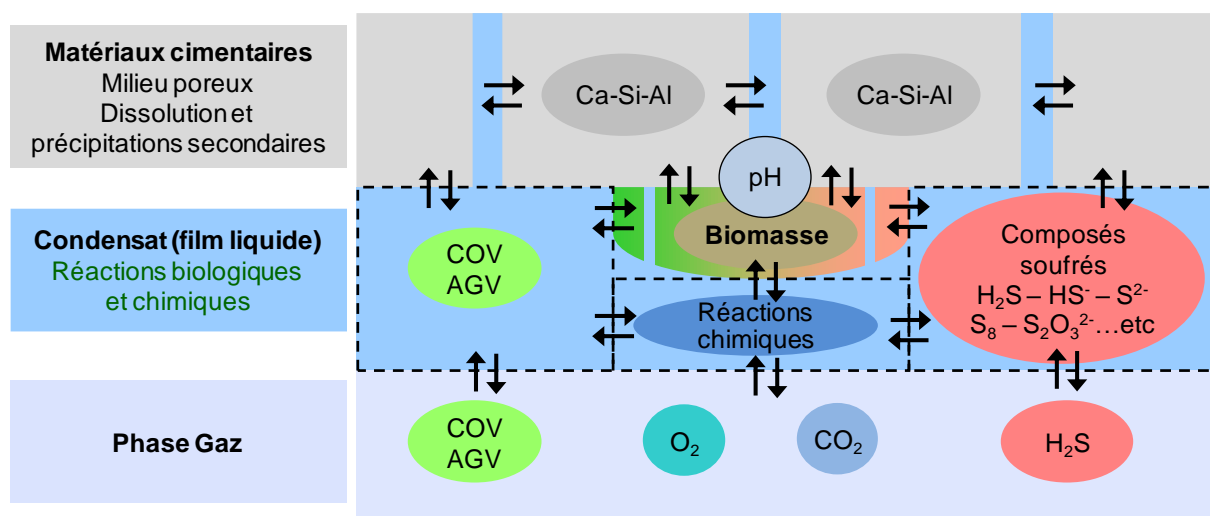 Matériaux cimentaires
Milieu poreux
Dissolution et
précipitations secondaires
Ca-Si-Al
Ca-Si-Al
pH
Condensat (film liquide)
Réactions biologiques
et chimiques
COV
AGV
Biomasse
Réactions
chimiques
Composés
soufrés
H₂S – HS⁻ – S²⁻
S₈ – S₂O₃²⁻…etc
Phase Gaz
COV
AGV
O₂
CO₂
H₂S